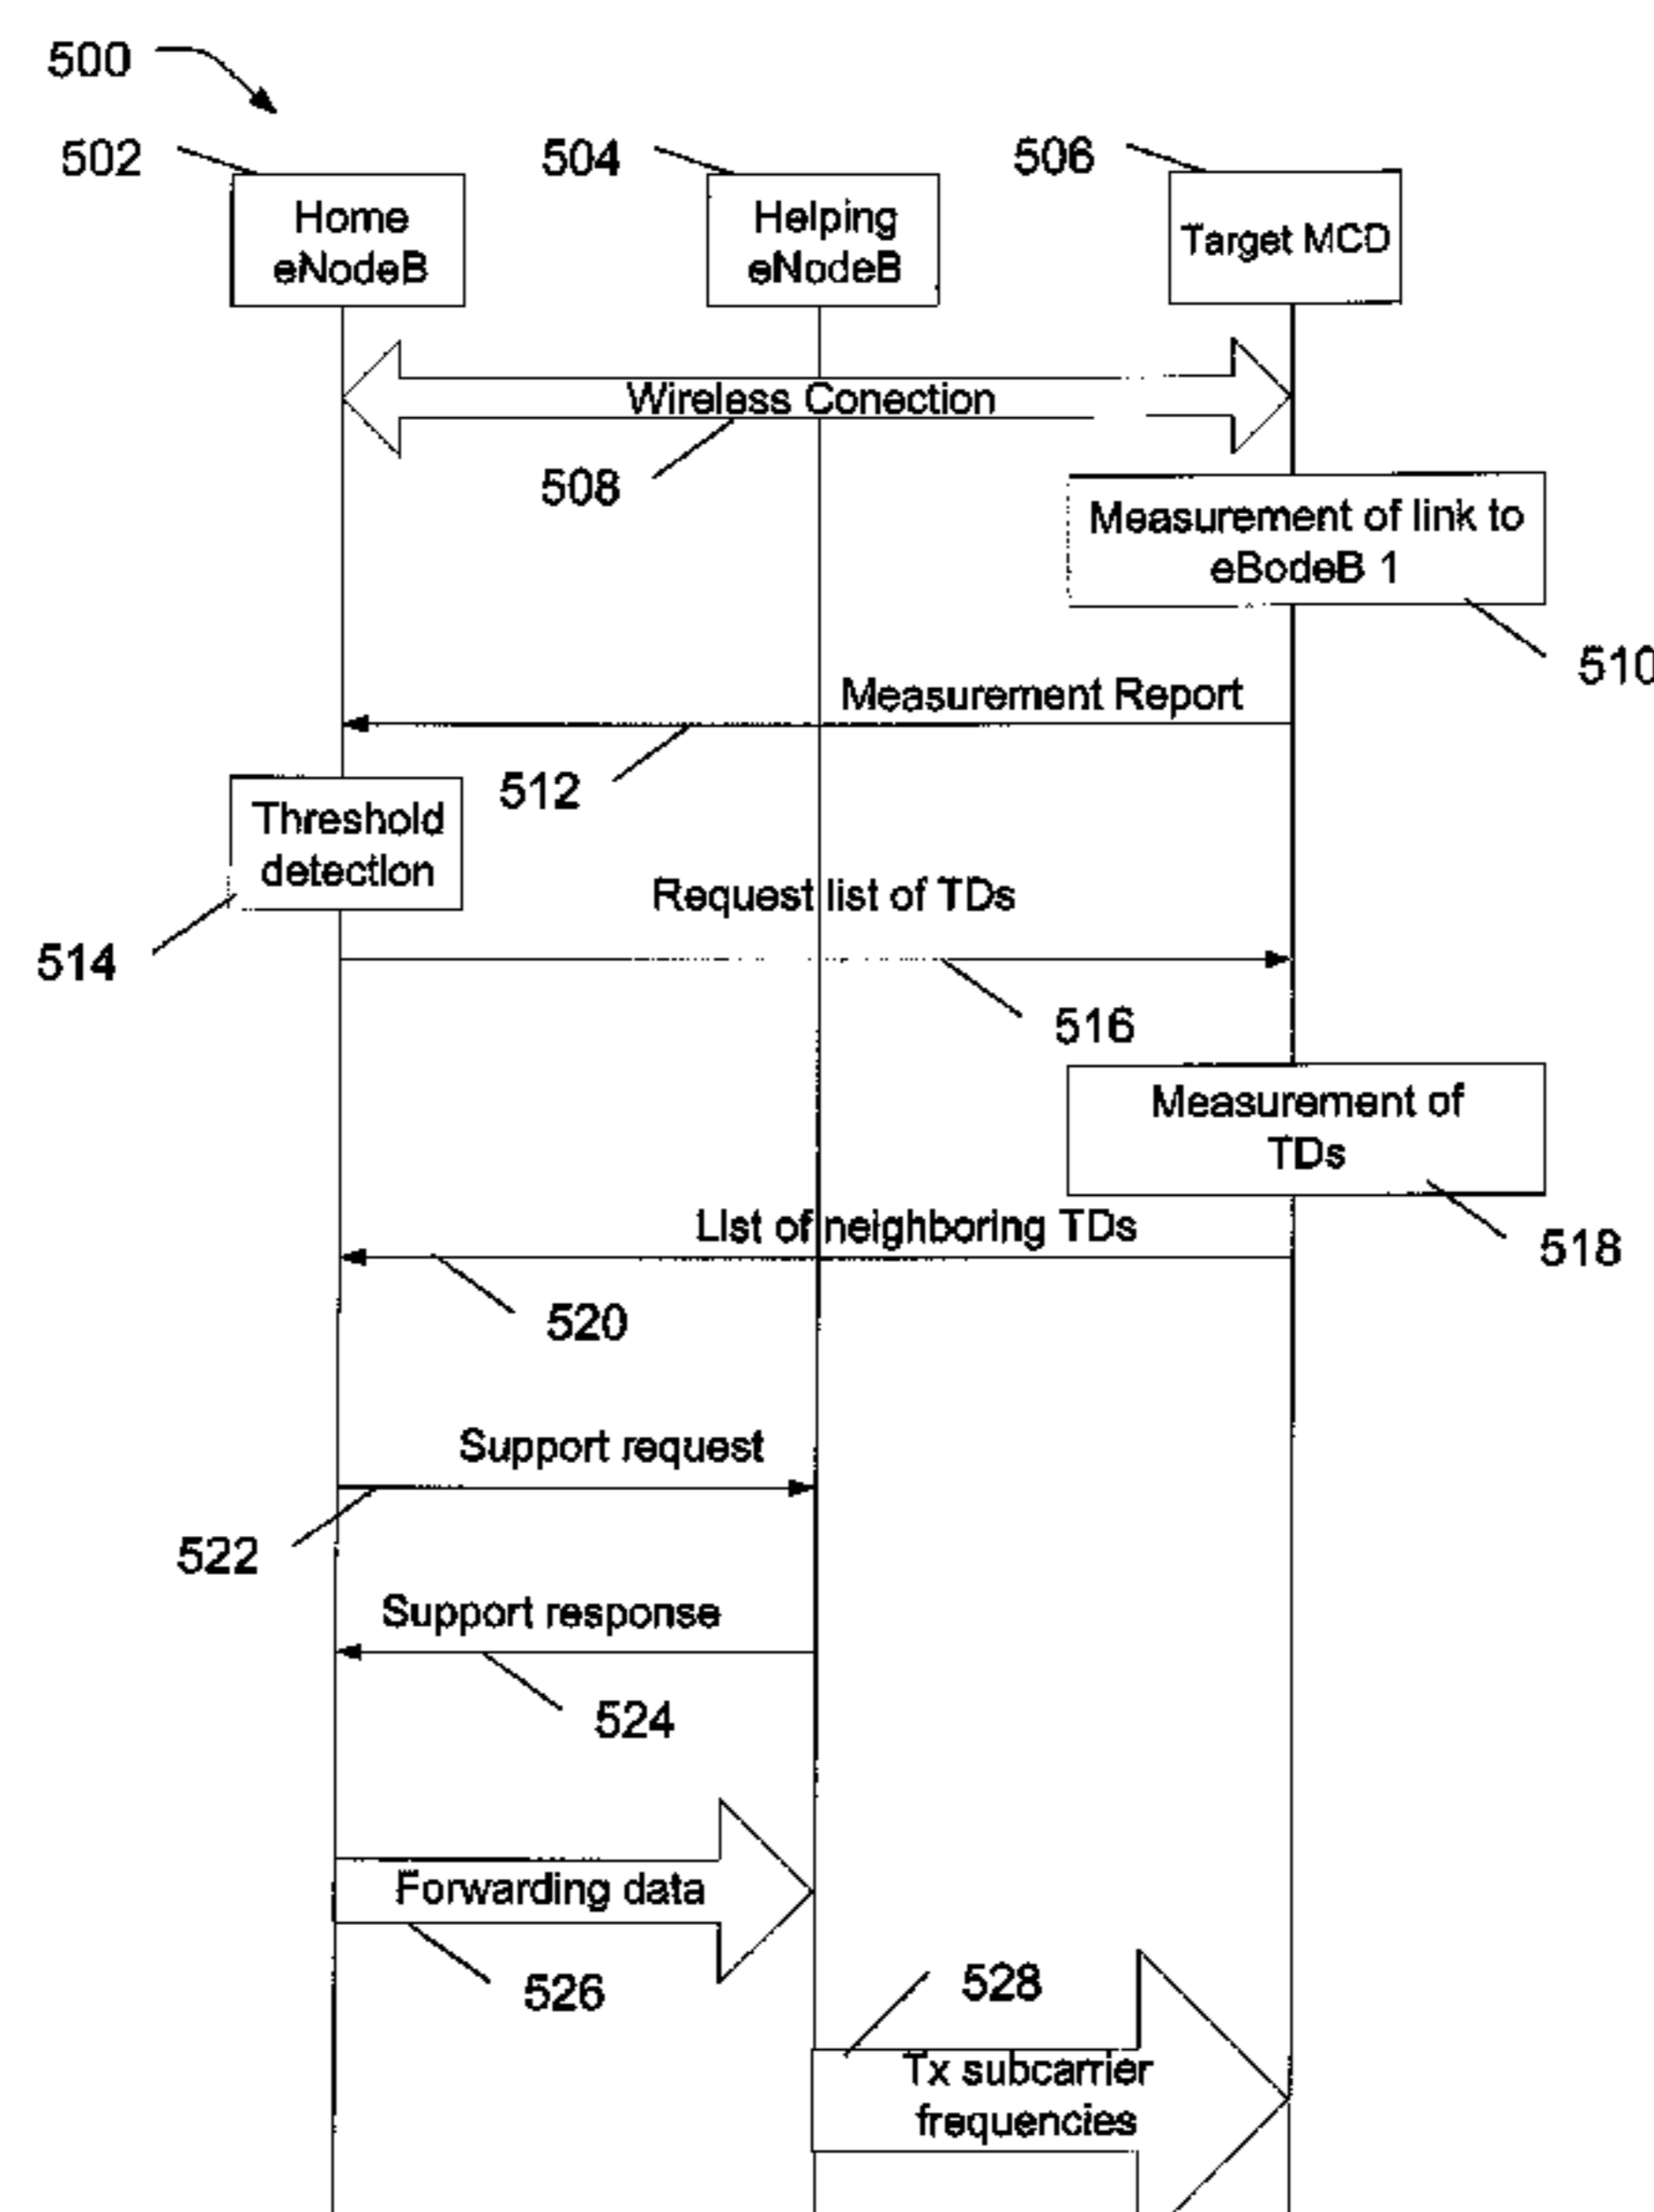 500
502
504
506
Home
eNodeB
Helping
eNodeB
Target MCD
Wireless Conection
508
Measurement of link to
eBodeB 1
510
Measurement Report
512
Threshold
detection
514
Request list of TDs
516
Measurement of
TDs
518
List of neighboring TDs
520
Support request
522
Support response
524
Forwarding data
526
528
Tx subcarrier
frequencies